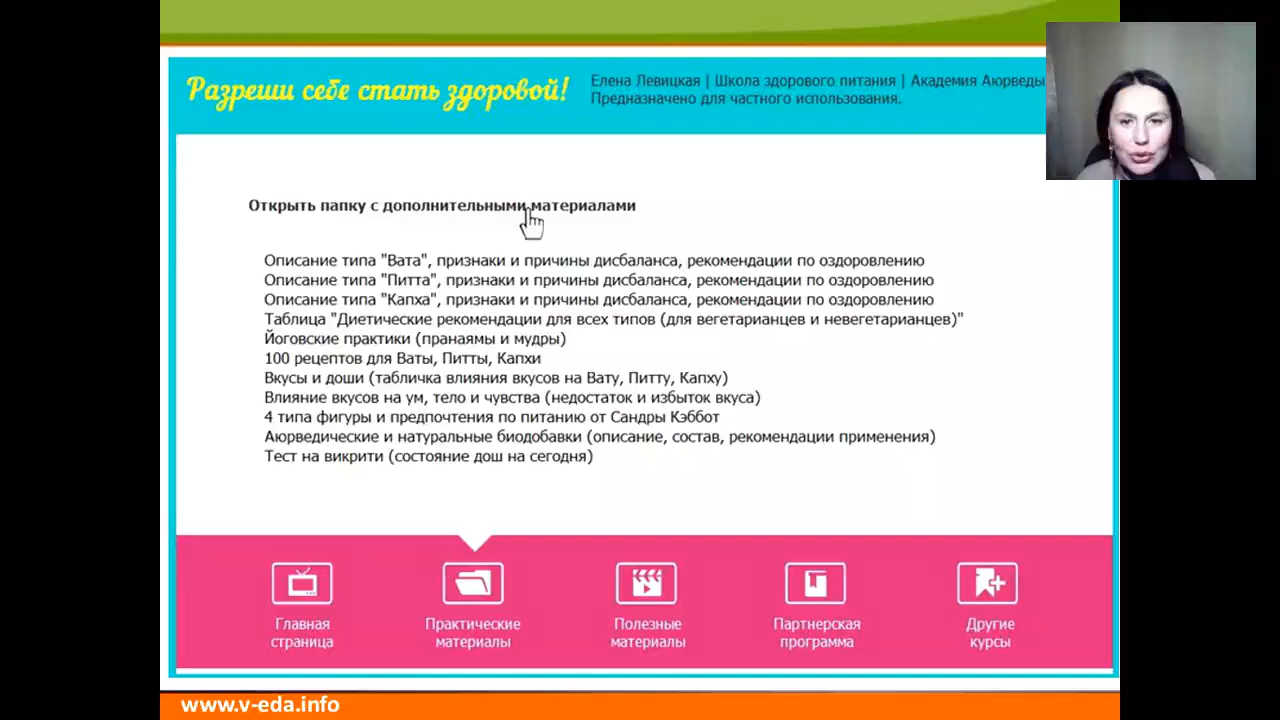 Разреши себе стать здоровой!
Елена Левицкая | Школа здорового питания | Академия Аюрведы
Предназначено для частного использования.
Открыть папку с дополнительными материалами
Описание типа "Вата", признаки и причины дисбаланса, рекомендации по оздоровлению
Описание типа "Питта", признаки и причины дисбаланса, рекомендации по оздоровлению
Описание типа "Капха", признаки и причины дисбаланса, рекомендации по оздоровлению
Таблица "Диетические рекомендации для всех типов (для вегетарианцев и невегетарианцев)"
Йоговские практики (пранаямы и мудры)
100 рецептов для Ваты, Питты, Капхи
Вкусы и доши (табличка влияния вкусов на Вату, Питту, Капху)
Влияние вкусов на ум, тело и чувства (недостаток и избыток вкуса)
4 типа фигуры и предпочтения по питанию от Сандры Кэббот
Аюрведические и натуральные биодобавки (описание, состав, рекомендации применения)
Тест на викрити (состояние дош на сегодня)
Главная
страница
Практические
материалы
Полезные
материалы
Партнерская
программа
Другие
курсы
www.v-eda.info